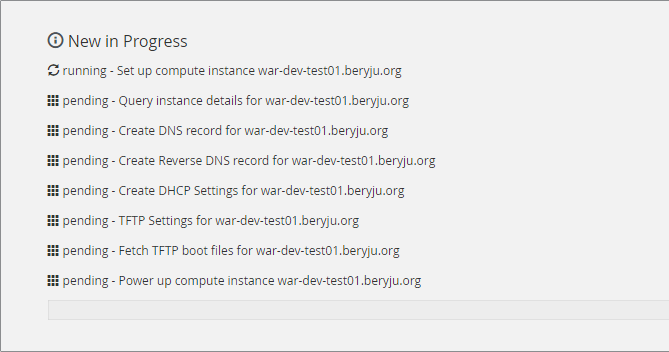 New in Progress
running - Set up compute instance war-dev-test01.beryju.org
pending - Query instance details for war-dev-test01.beryju.org
pending - Create DNS record for war-dev-test01.beryju.org
pending - Create Reverse DNS record for war-dev-test01.beryju.org
pending - Create DHCP Settings for war-dev-test01.beryju.org
pending - TFTP Settings for war-dev-test01.beryju.org
pending - Fetch TFTP boot files for war-dev-test01.beryju.org
pending - Power up compute instance war-dev-test01.beryju.org